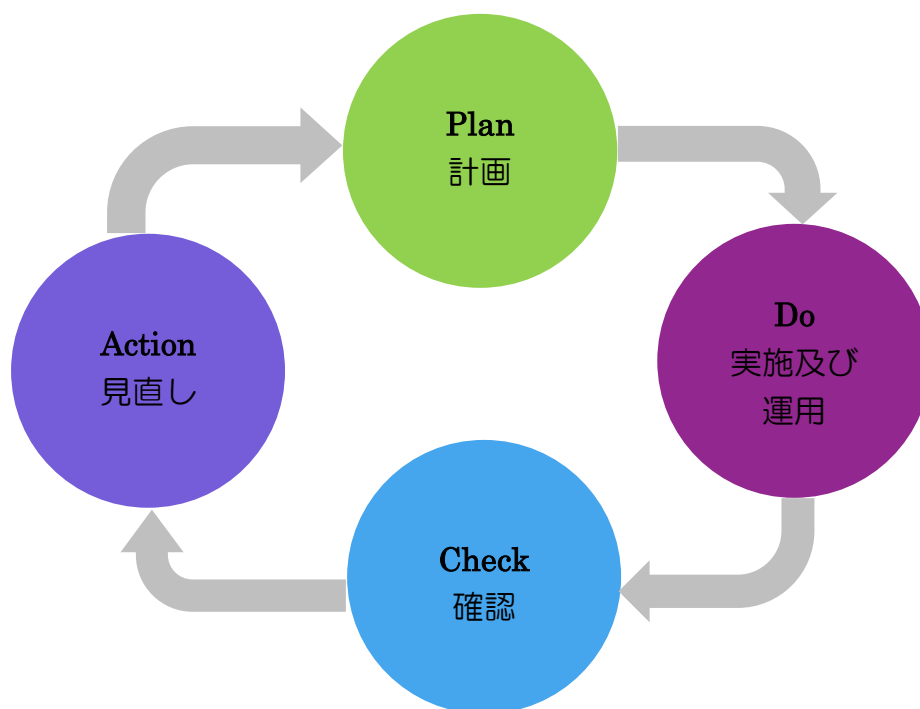 Plan
計画
Do
実施及び
運用
Check
確認
Action
見直し